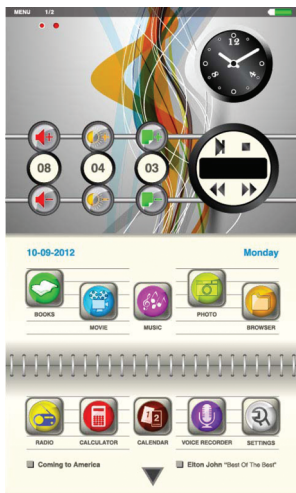 MENU 1/2
12
08 04 03
10-09-2012 Monday
BOOKS MOVIE MUSIC PHOTO BROWSER
RADIO CALCULATOR CALENDAR VOICE RECORDER SETTINGS
Coming to America Elton John "Best Of The Best"